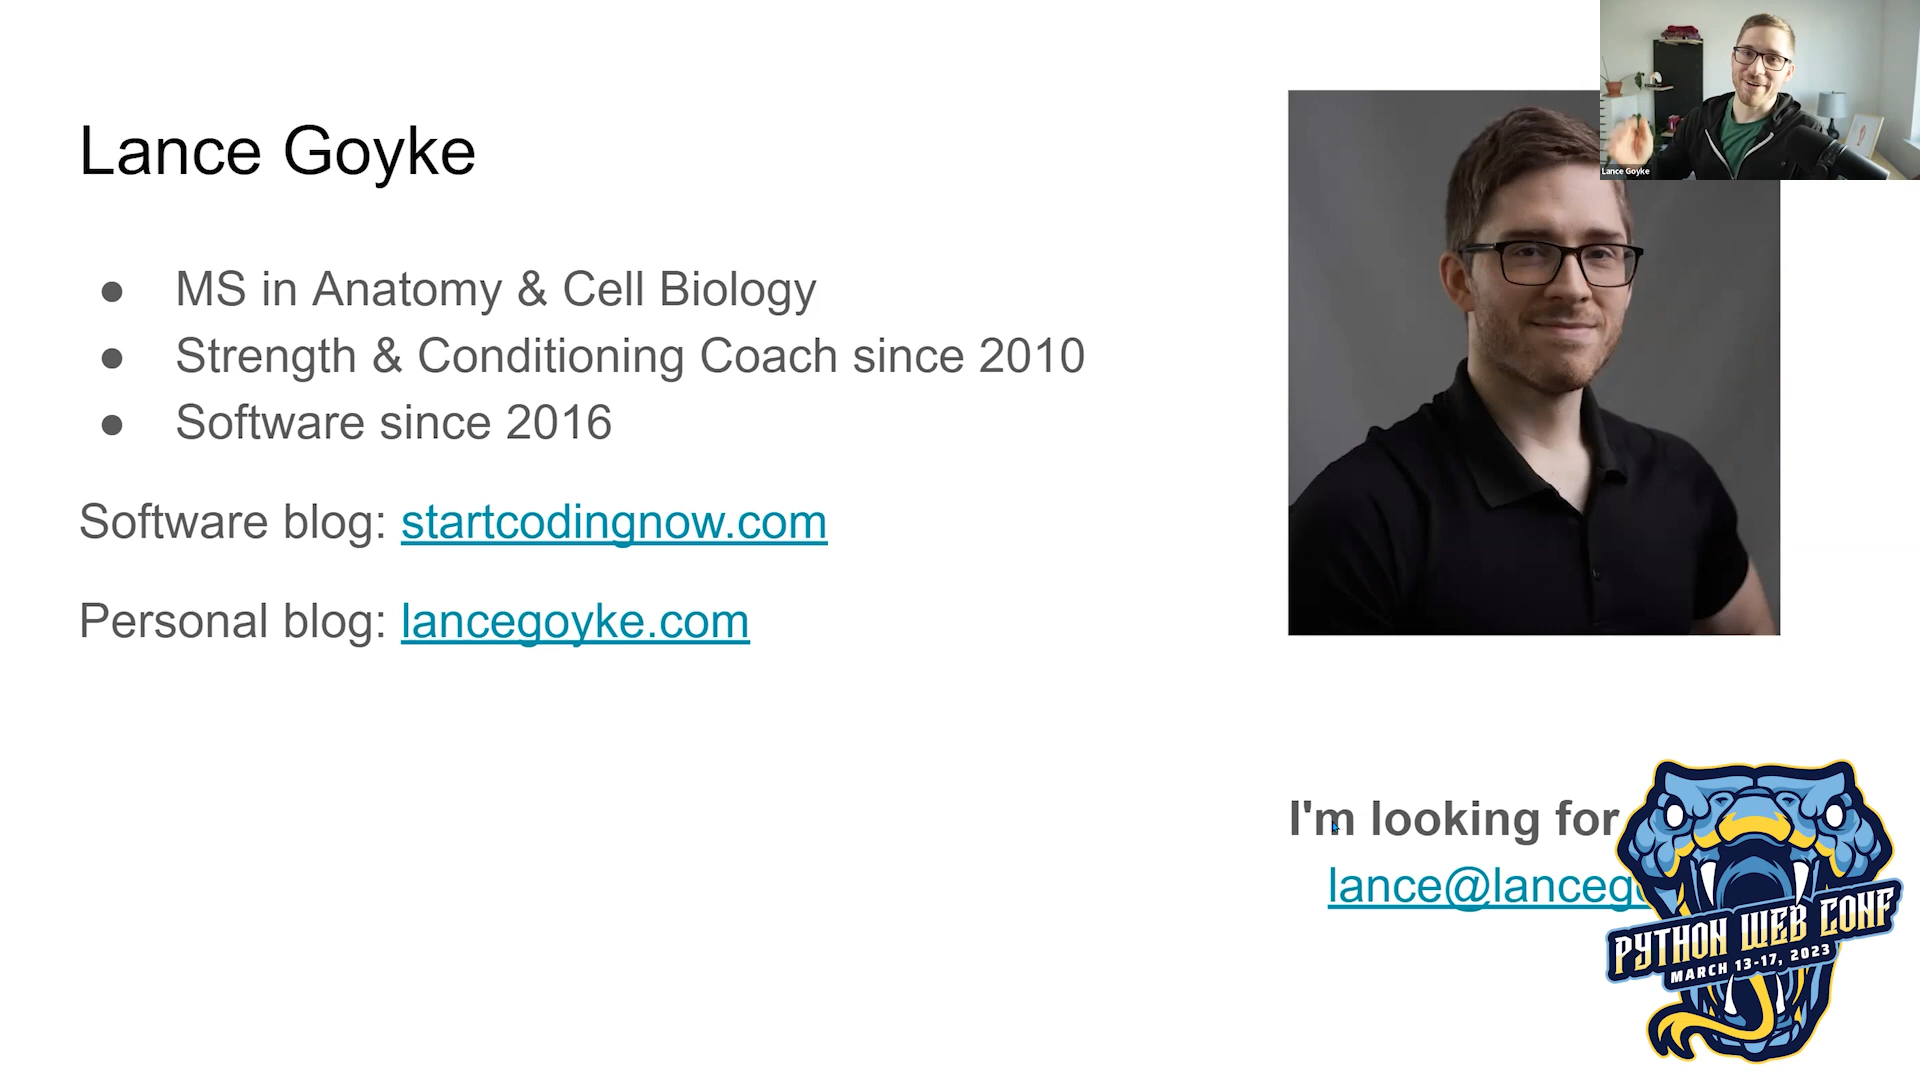 Lance Goyke
Lance Goyke
● MS in Anatomy & Cell Biology
● Strength & Conditioning Coach since 2010
● Software since 2016
Software blog: startcodingnow.com
Personal blog: lancegoyke.com
I'm looking for
lance@lanceg
PYTHON WEB CONF
MARCH 13-17, 2023